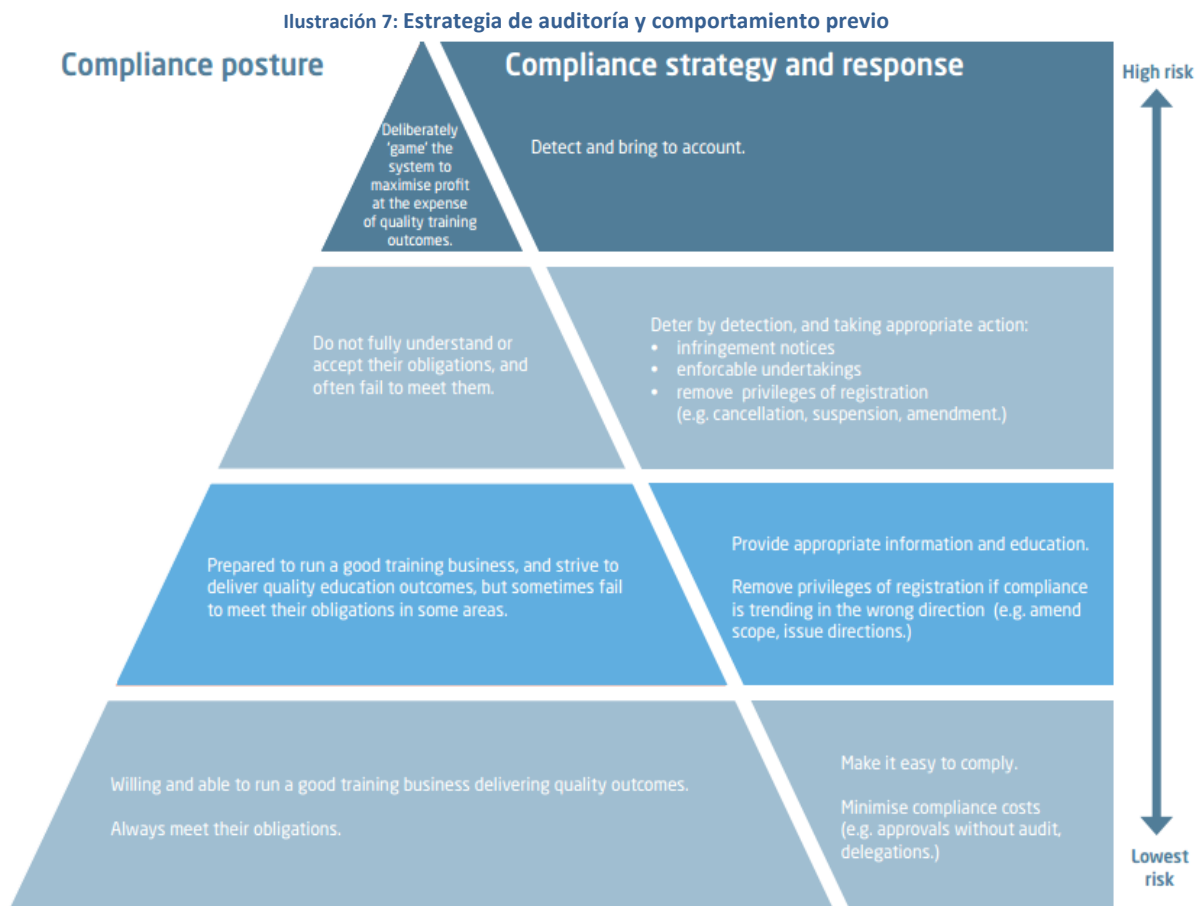 Ilustración 7: Estrategia de auditoría y comportamiento previo
Compliance posture
Compliance strategy and response
High risk
Deliberately
'game' the
system to
maximise profit
at the expense
of quality training
outcomes.
Detect and bring to account.
Do not fully understand or
accept their obligations, and
often fail to meet them.
Deter by detection, and taking appropriate action:
• infringement notices
• enforcable undertakings
• remove privileges of registration
(e.g. cancellation, suspension, amendment.)
Prepared to run a good training business, and strive to
deliver quality education outcomes, but sometimes fail
to meet their obligations in some areas.
Provide appropriate information and education.
Remove privileges of registration if compliance
is trending in the wrong direction (e.g. amend
scope, issue directions.)
Willing and able to run a good training business delivering quality outcomes.
Always meet their obligations.
Make it easy to comply.
Minimise compliance costs
(e.g. approvals without audit,
delegations.)
Lowest
risk